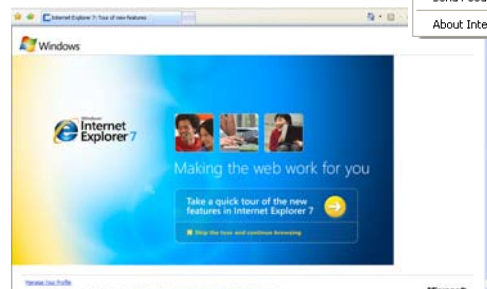 About Inte
Internet Explorer 7: Tour of new features
Windows
Windows
Internet
Explorer 7
Making the web work for you
Take a quick tour of the new
features in Internet Explorer 7
Skip the tour and continue browsing
Manage Your Profile
Microsoft